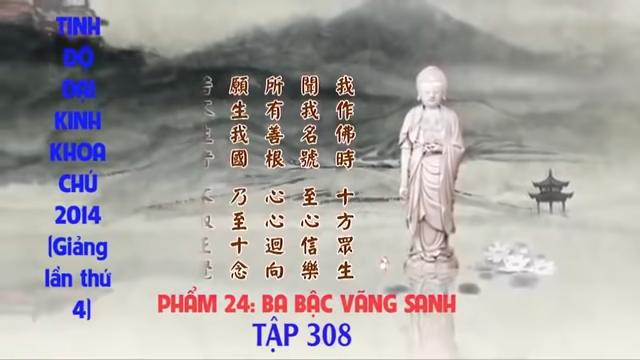 TỊNH
ĐỘ
ĐẠI
KINH
KHOA
CHÚ
2014
(Giảng
lần thứ
4)
我作佛時 十方眾生
聞我名號 至心信樂
所有善根 心心迴向
願生我國 乃至十念
PHẨM 24: BA BẬC VÃNG SANH
TẬP 308